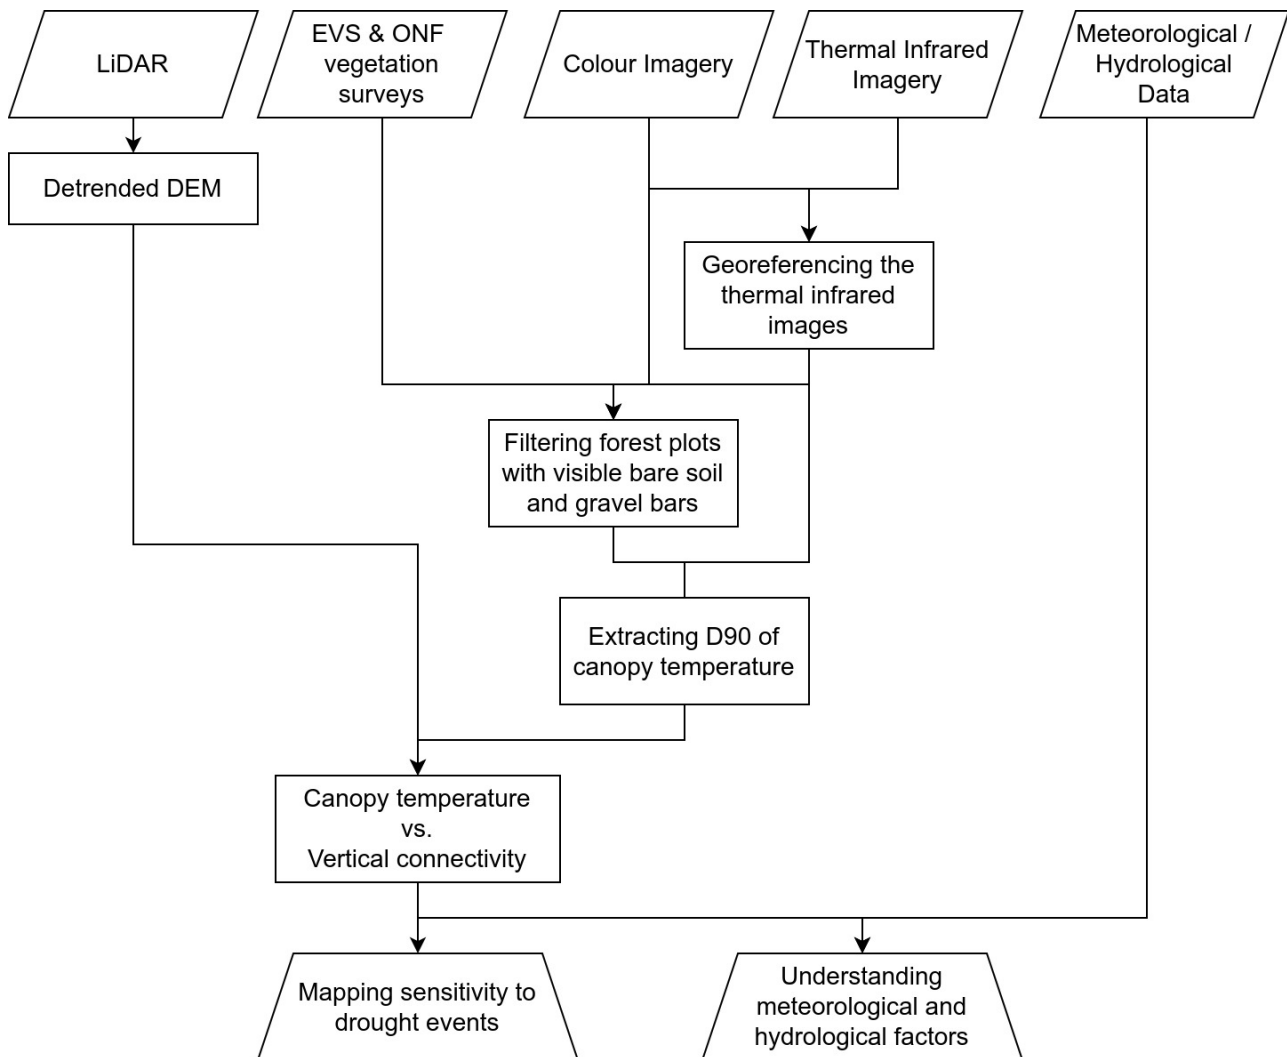 LiDAR
EVS & ONF
vegetation
surveys
Colour Imagery
Thermal Infrared
Imagery
Meteorological /
Hydrological
Data
Detrended DEM
Georeferencing the
thermal infrared
images
Filtering forest plots
with visible bare soil
and gravel bars
Extracting D90 of
canopy temperature
Canopy temperature
vs.
Vertical connectivity
Mapping sensitivity to
drought events
Understanding
meteorological and
hydrological factors